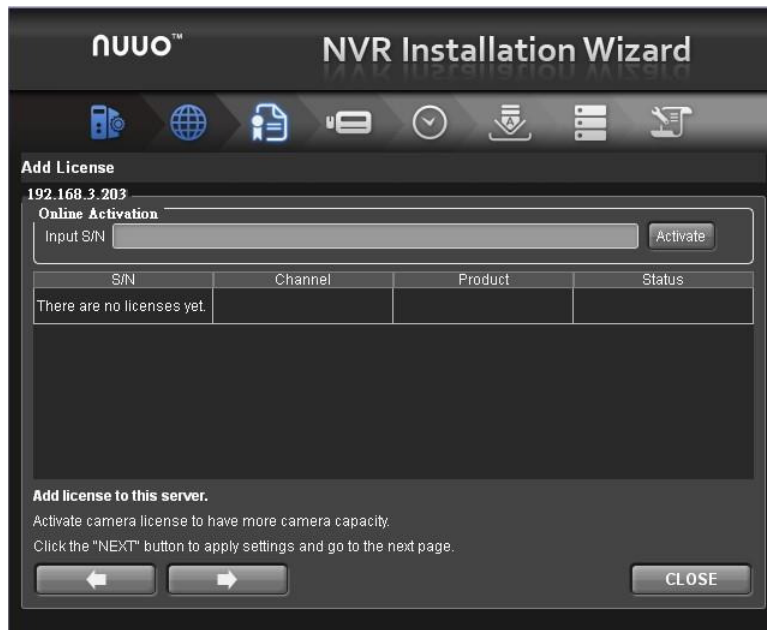 nuuo™
NVR Installation Wizard
Add License
192.168.3.203
Online Activation
Input S/N
Activate
S/N Channel Product Status
There are no licenses yet.
Add license to this server.
Activate camera license to have more camera capacity.
Click the "NEXT" button to apply settings and go to the next page.
CLOSE